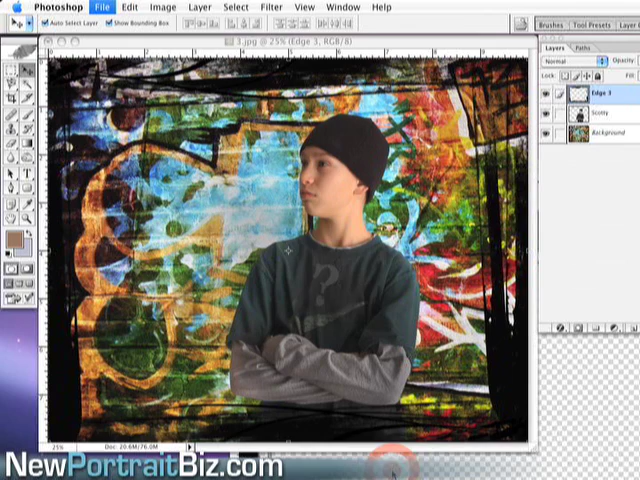 Photoshop File Edit Image Layer Select Filter View Window Help
Auto Select Layer Show Bounding Box
Brushes Tool Presets Layer
3.jpg @ 25% (Edge 3, RGB/8)
Layers Paths
Normal Opacity:
Lock:
Edge 3
Scotty
Background
?
25% Doc: 20.6M/76.0M
NewPortraitBiz.com